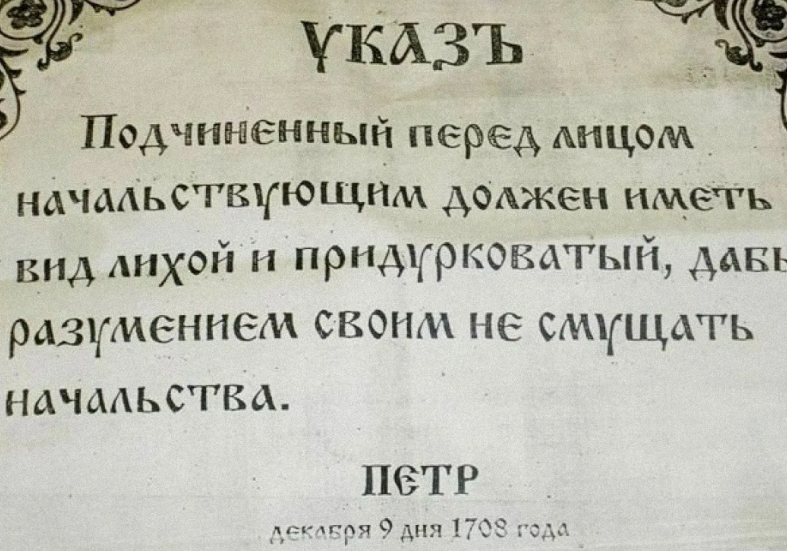 УКАЗЪ
Подчиненный перед лицом
начальствующим должен иметь
вид лихой и придурковатый, дабы
разумением своим не смущать
начальства.
ПЕТР
декабря 9 дня 1708 года